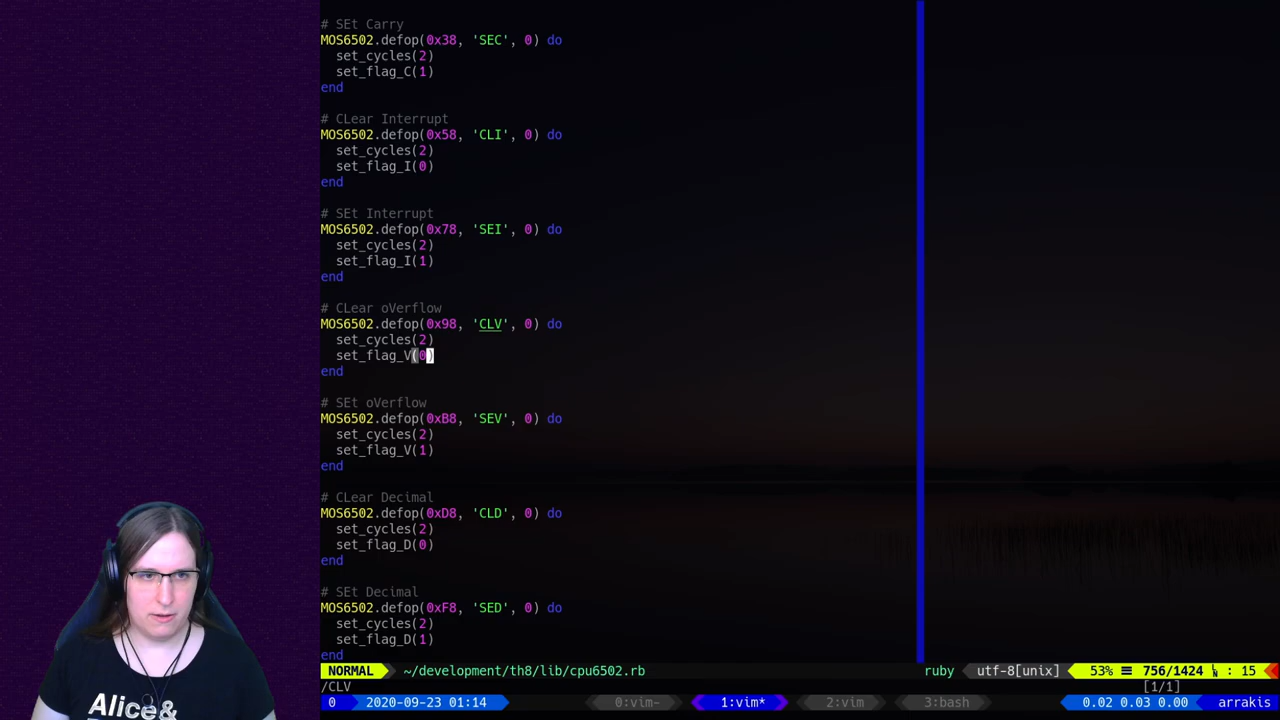 # SEt Carry
MOS6502.defop(0x38, 'SEC', 0) do
  set_cycles(2)
  set_flag_C(1)
end
# CLear Interrupt
MOS6502.defop(0x58, 'CLI', 0) do
  set_cycles(2)
  set_flag_I(0)
end
# SEt Interrupt
MOS6502.defop(0x78, 'SEI', 0) do
  set_cycles(2)
  set_flag_I(1)
end
# CLear oVerflow
MOS6502.defop(0x98, 'CLV', 0) do
  set_cycles(2)
  set_flag_V(0)
end
# SEt oVerflow
MOS6502.defop(0xB8, 'SEV', 0) do
  set_cycles(2)
  set_flag_V(1)
end
# CLear Decimal
MOS6502.defop(0xD8, 'CLD', 0) do
  set_cycles(2)
  set_flag_D(0)
end
# SEt Decimal
MOS6502.defop(0xF8, 'SED', 0) do
  set_cycles(2)
  set_flag_D(1)
end
NORMAL ~/development/th8/lib/cpu6502.rb ruby utf-8[unix] 53% 756/1424 : 15
/CLV [1/1]
0 2020-09-23 01:14 0:vim- 1:vim* 2:vim 3:bash 0.02 0.03 0.00 arrakis
Alice&